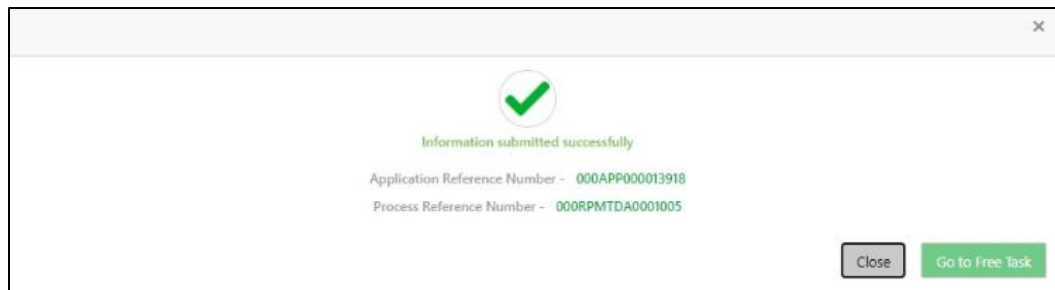 ×
Information submitted successfully
Application Reference Number - 000APP000013918
Process Reference Number - 000RPMTDA0001005
Close Go to Free Task